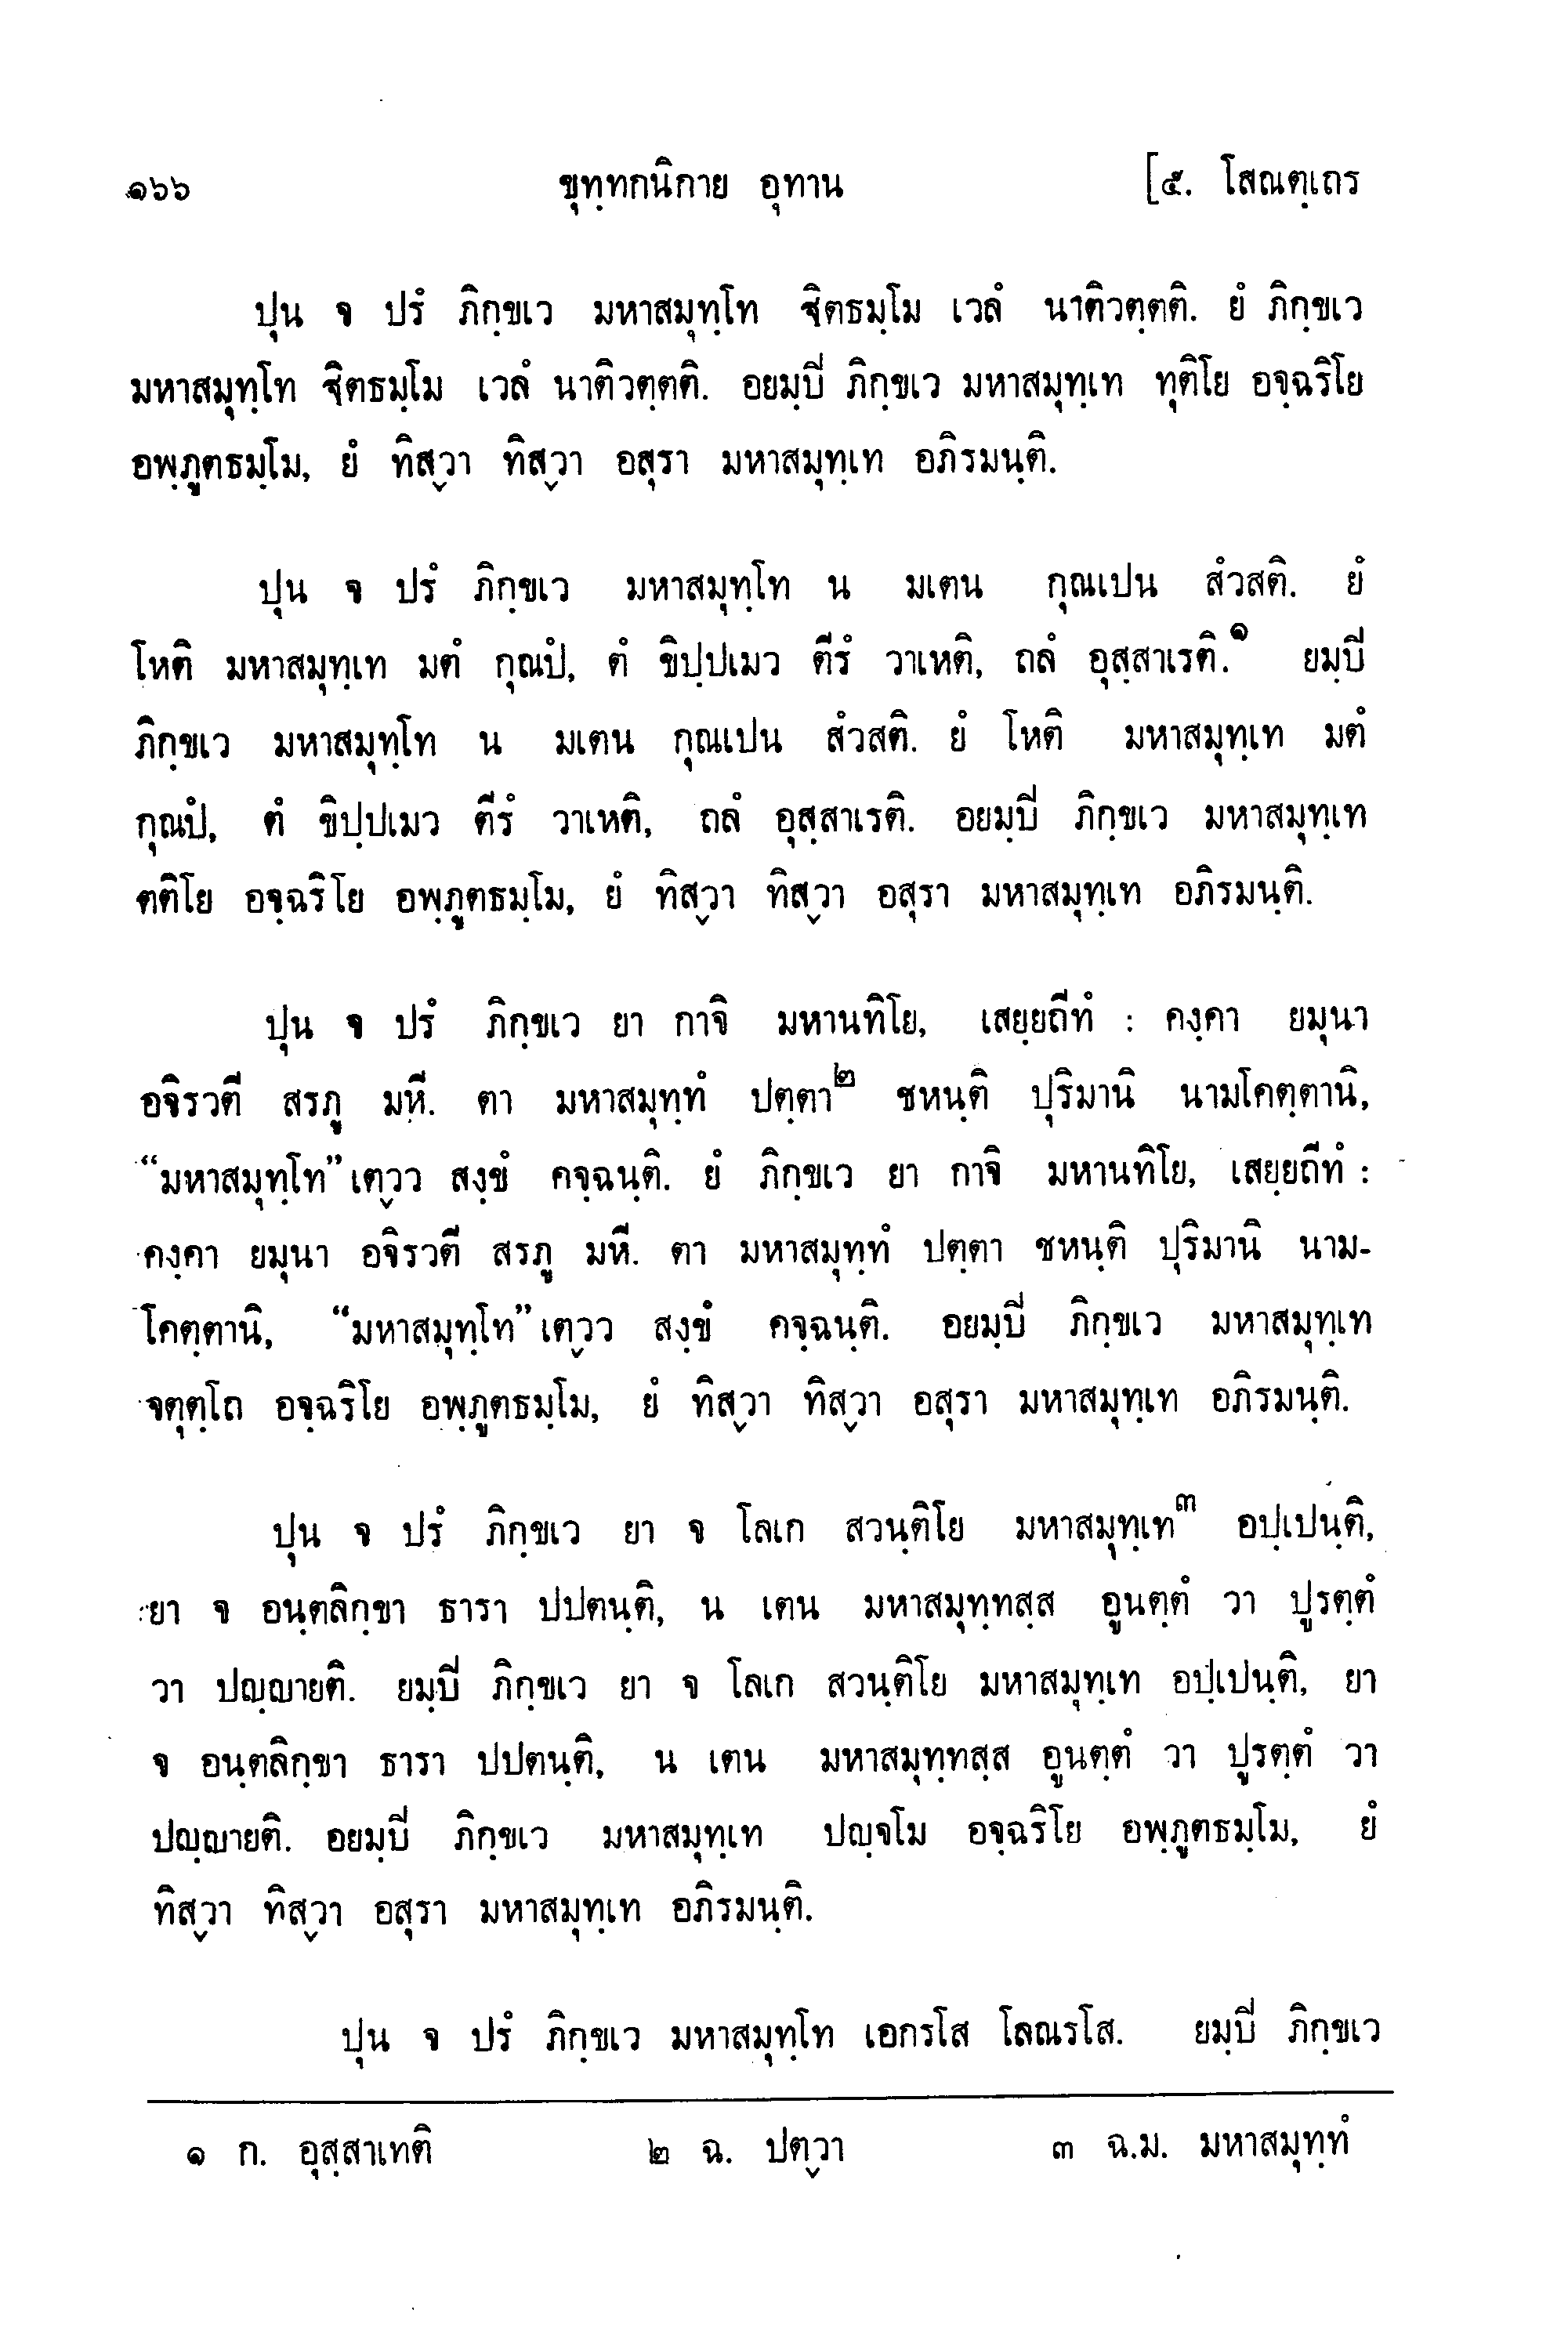 ๑๖๖ ขุทฺทกนิกาย อุทาน [๕. โสณตฺเถร
ปุน จ ปรํ ภิกฺขเว มหาสมุทฺโท ฐิตธมฺโม เวลํ นาติวตฺตติ. ยํ ภิกฺขเว
มหาสมุทฺโท ฐิตธมฺโม เวลํ นาติวตฺตติ. อยมฺปิ ภิกฺขเว มหาสมุทฺเท ทุติโย อจฺฉริโย
อพฺภูตธมฺโม, ยํ ทิสฺวา ทิสฺวา อสุรา มหาสมุทฺเท อภิรมนฺติ.
ปุน จ ปรํ ภิกฺขเว มหาสมุทฺโท น มเตน กุณเปน สํวสติ. ยํ
โหติ มหาสมุทฺเท มตํ กุณปํ, ตํ ขิปฺปเมว ตีรํ วาเหติ, ถลํ อุสฺสาเรติ.๑ ยมฺปิ
ภิกฺขเว มหาสมุทฺโท น มเตน กุณเปน สํวสติ. ยํ โหติ มหาสมุทฺเท มตํ
กุณปํ, ตํ ขิปฺปเมว ตีรํ วาเหติ, ถลํ อุสฺสาเรติ. อยมฺปิ ภิกฺขเว มหาสมุทฺเท
ตติโย อจฺฉริโย อพฺภูตธมฺโม, ยํ ทิสฺวา ทิสฺวา อสุรา มหาสมุทฺเท อภิรมนฺติ.
ปุน จ ปรํ ภิกฺขเว ยา กาจิ มหานทิโย, เสยฺยถีทํ : คงฺคา ยมุนา
อจิรวตี สรภู มหี. ตา มหาสมุทฺทํ ปตฺตา๒ ชหนฺติ ปุริมานิ นามโคตฺตานิ,
“มหาสมุทฺโท” เตฺวว สงฺขํ คจฺฉนฺติ. ยํ ภิกฺขเว ยา กาจิ มหานทิโย, เสยฺยถีทํ :
คงฺคา ยมุนา อจิรวตี สรภู มหี. ตา มหาสมุทฺทํ ปตฺตา ชหนฺติ ปุริมานิ นาม-
โคตฺตานิ, “มหาสมุทฺโท” เตฺวว สงฺขํ คจฺฉนฺติ. อยมฺปิ ภิกฺขเว มหาสมุทฺเท
จตุตฺโถ อจฺฉริโย อพฺภูตธมฺโม, ยํ ทิสฺวา ทิสฺวา อสุรา มหาสมุทฺเท อภิรมนฺติ.
ปุน จ ปรํ ภิกฺขเว ยา จ โลเก สวนฺติโย มหาสมุทฺเท๓ อปฺเปนฺติ,
ยา จ อนฺตลิกฺขา ธารา ปปตนฺติ, น เตน มหาสมุทฺทสฺส อูนตฺตํ วา ปูรตฺตํ
วา ปญฺญายติ. ยมฺปิ ภิกฺขเว ยา จ โลเก สวนฺติโย มหาสมุทฺเท อปฺเปนฺติ, ยา
จ อนฺตลิกฺขา ธารา ปปตนฺติ, น เตน มหาสมุทฺทสฺส อูนตฺตํ วา ปูรตฺตํ วา
ปญฺญายติ. อยมฺปิ ภิกฺขเว มหาสมุทฺเท ปญฺจโม อจฺฉริโย อพฺภูตธมฺโม, ยํ
ทิสฺวา ทิสฺวา อสุรา มหาสมุทฺเท อภิรมนฺติ.
ปุน จ ปรํ ภิกฺขเว มหาสมุทฺโท เอกรโส โลณรโส. ยมฺปิ ภิกฺขเว
๑ ก. อุสฺสาเทติ ๒ ฉ. ปตฺวา ๓ ฉ.ม. มหาสมุทฺทํ